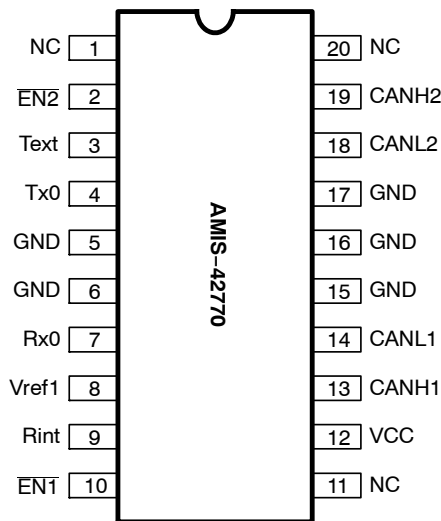 NC 1 20 NC
E̅N̅2̅ 2 19 CANH2
Text 3 18 CANL2
Tx0 4 17 GND
GND 5 16 GND
GND 6 15 GND
Rx0 7 14 CANL1
Vref1 8 13 CANH1
Rint 9 12 VCC
E̅N̅1̅ 10 11 NC
AMIS−42770